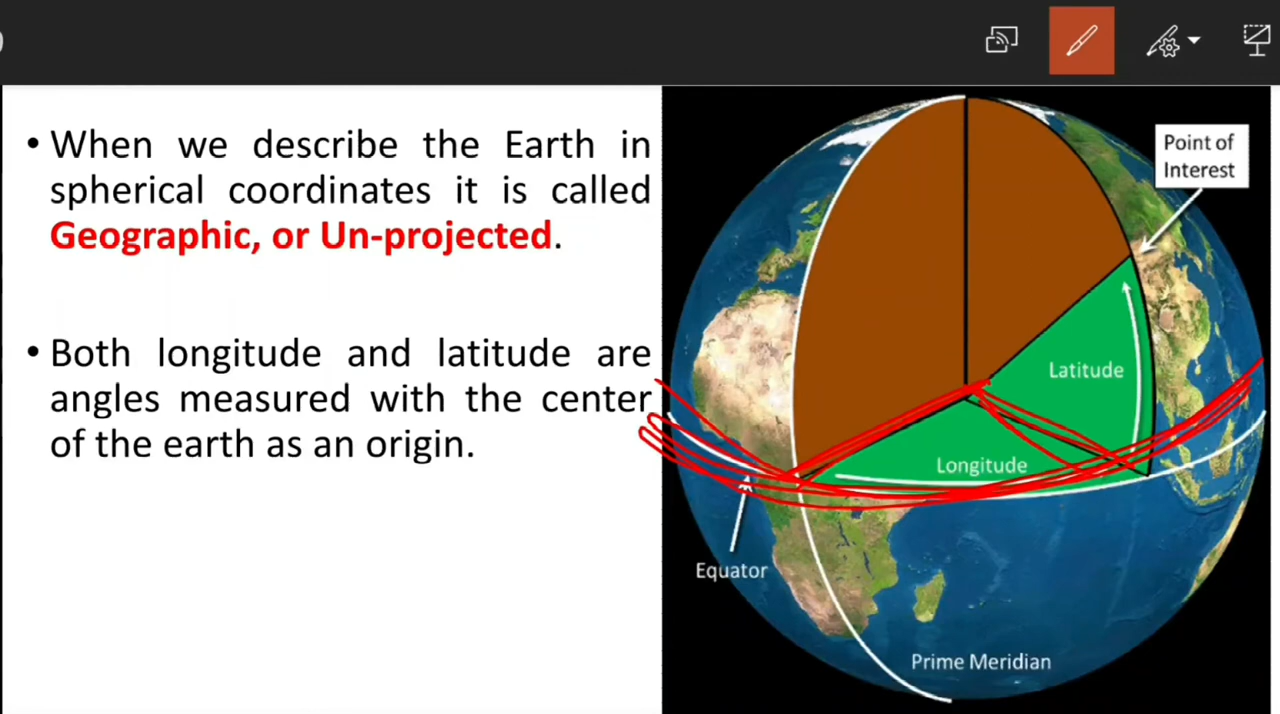 • When we describe the Earth in
spherical coordinates it is called
Geographic, or Un-projected.
• Both longitude and latitude are
angles measured with the center
of the earth as an origin.
Point of
Interest
Latitude
Longitude
Equator
Prime Meridian